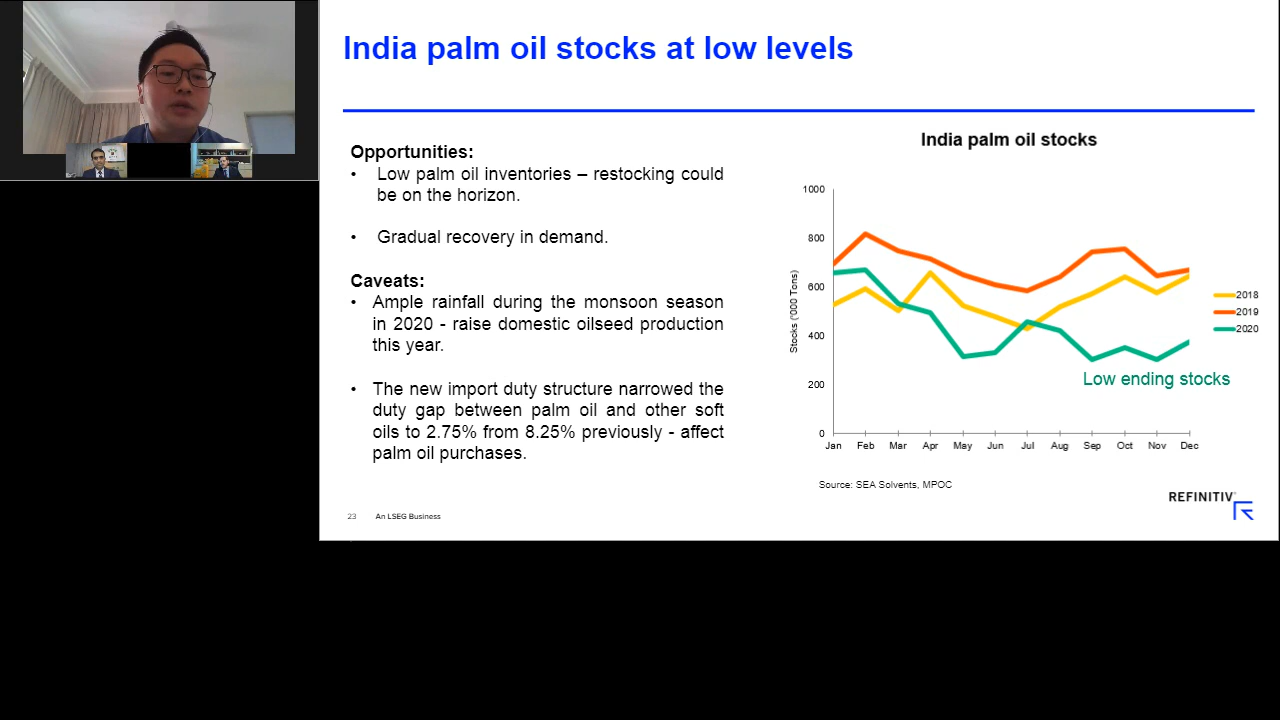 India palm oil stocks at low levels
Opportunities:
• Low palm oil inventories – restocking could
be on the horizon.
• Gradual recovery in demand.
Caveats:
• Ample rainfall during the monsoon season
in 2020 - raise domestic oilseed production
this year.
• The new import duty structure narrowed the
duty gap between palm oil and other soft
oils to 2.75% from 8.25% previously - affect
palm oil purchases.
India palm oil stocks
1000
800
600
400
200
0
Stocks ('000 Tons)
Jan Feb Mar Apr May Jun Jul Aug Sep Oct Nov Dec
2018
2019
2020
Low ending stocks
Source: SEA Solvents, MPOC
REFINITIV
23 An LSEG Business